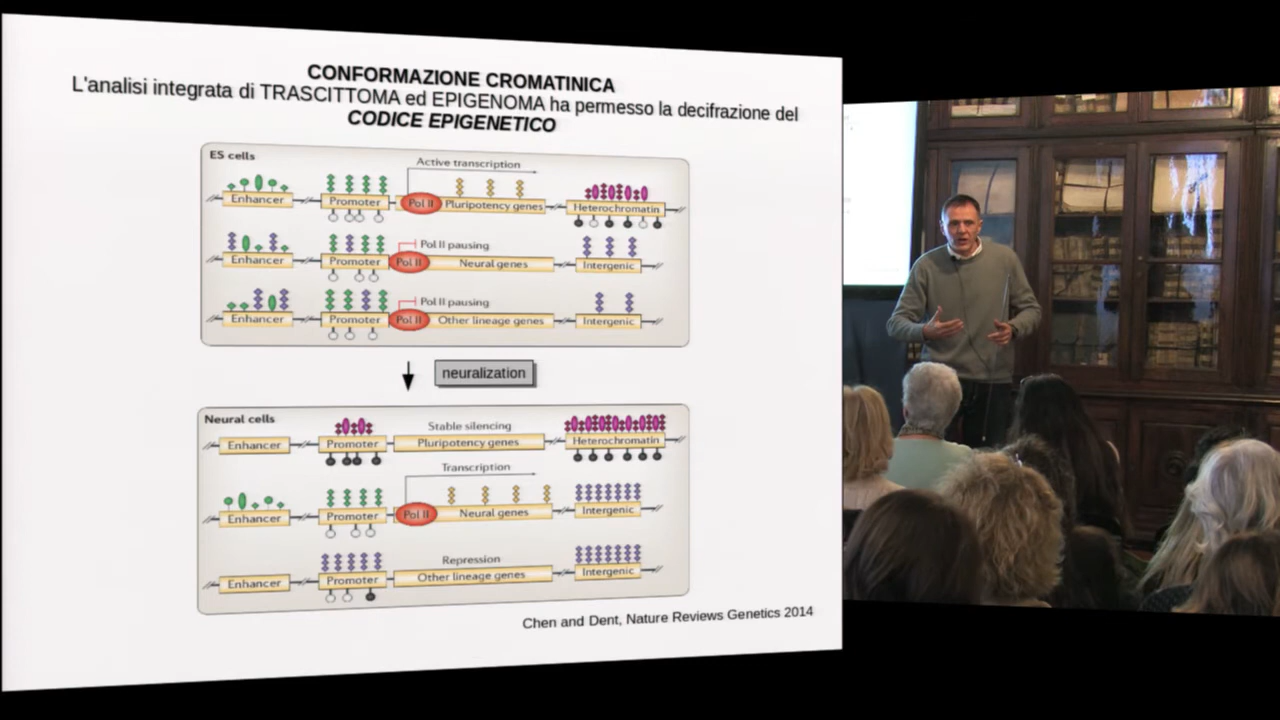 CONFORMAZIONE CROMATINICA
L'analisi integrata di TRASCITTOMA ed EPIGENOMA ha permesso la decifrazione del
CODICE EPIGENETICO
ES cells
Active transcription
Enhancer Promoter Pol II Pluripotency genes Heterochromatin
Pol II pausing
Enhancer Promoter Pol II Neural genes Intergenic
Pol II pausing
Enhancer Promoter Pol II Other lineage genes Intergenic
neuralization
Neural cells
Stable silencing
Enhancer Promoter Pluripotency genes Heterochromatin
Transcription
Enhancer Promoter Pol II Neural genes Intergenic
Repression
Enhancer Promoter Other lineage genes Intergenic
Chen and Dent, Nature Reviews Genetics 2014